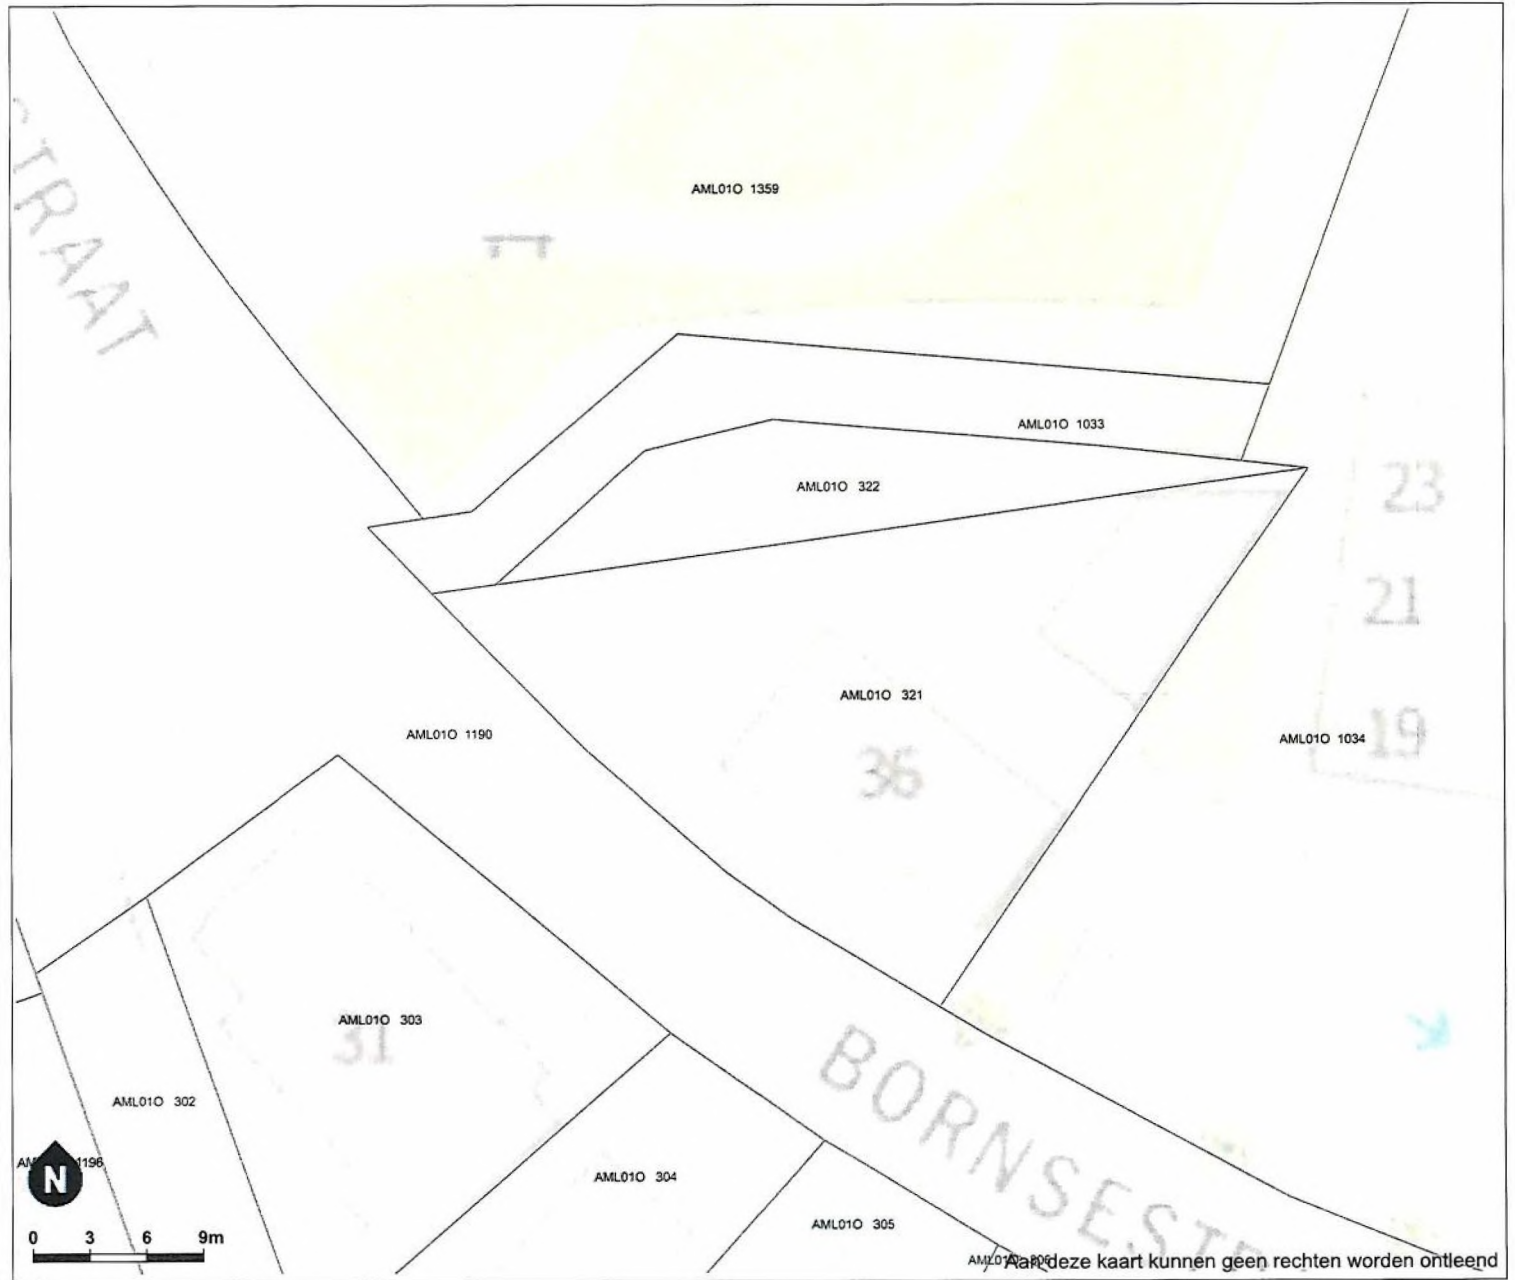 STRAAT
AML01O 1359
AML01O 1033
AML01O 322
23
21
AML01O 321
36
AML01O 1034
19
AML01O 1190
AML01O 303
31
AML01O 302
1196
N
AML01O 304
AML01O 305
BORNSESTR
0 3 6 9m
Aan deze kaart kunnen geen rechten worden ontleend